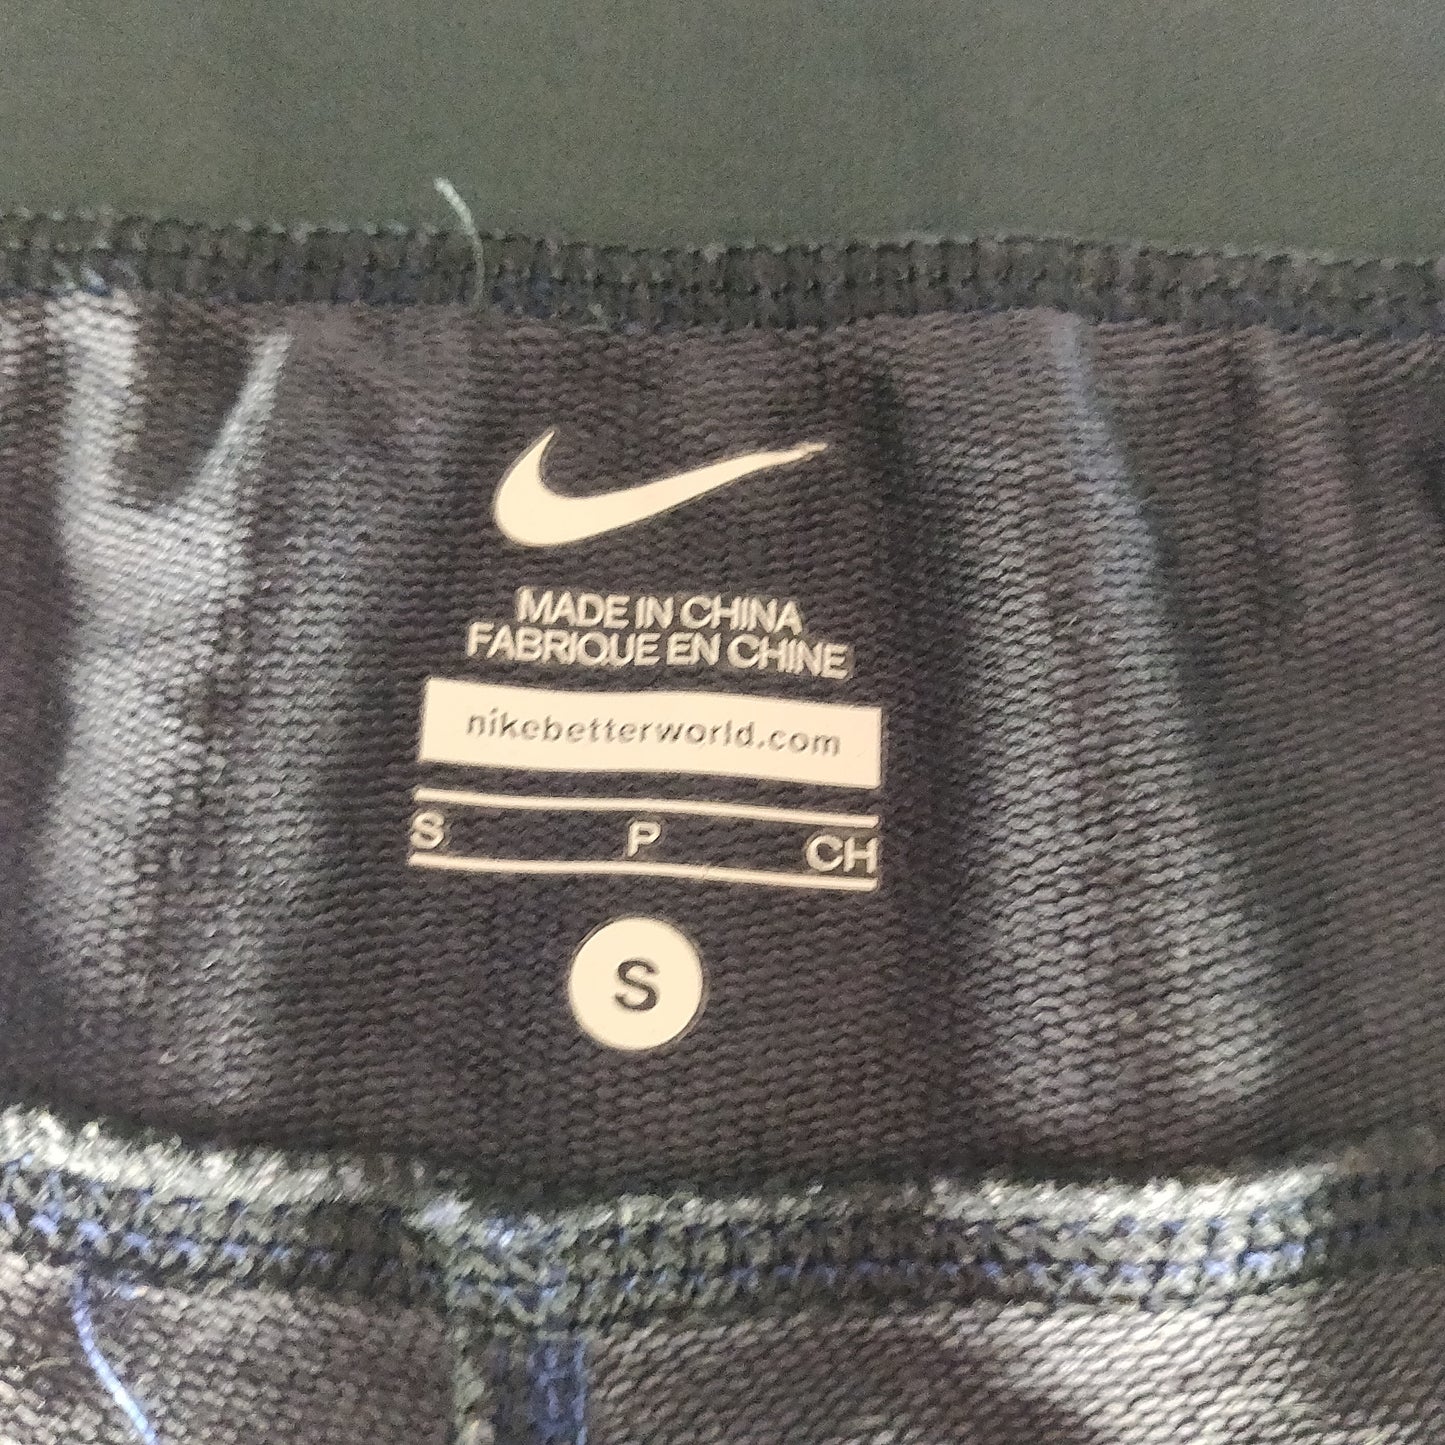 MADE IN CHINA
FABRIQUE EN CHINE
nikebetterworld.com
S P CH
S